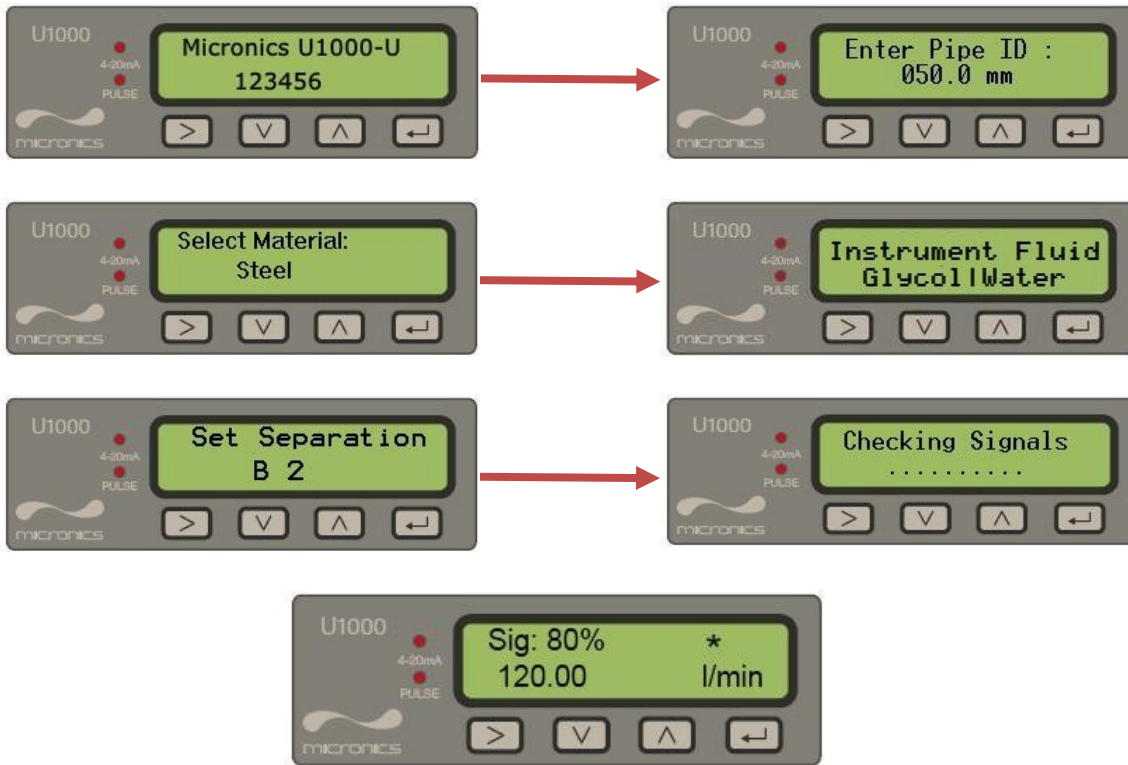 U1000
4-20mA
PULSE
micronics
Micronics U1000-U
123456
> ∨ ∧ ↵
U1000
4-20mA
PULSE
micronics
Enter Pipe ID :
050.0 mm
> ∨ ∧ ↵
U1000
4-20mA
PULSE
micronics
Select Material:
Steel
> ∨ ∧ ↵
U1000
4-20mA
PULSE
micronics
Instrument Fluid
Glycol|Water
> ∨ ∧ ↵
U1000
4-20mA
PULSE
micronics
Set Separation
B 2
> ∨ ∧ ↵
U1000
4-20mA
PULSE
micronics
Checking Signals
..........
> ∨ ∧ ↵
U1000
4-20mA
PULSE
micronics
Sig: 80% *
120.00 l/min
> ∨ ∧ ↵